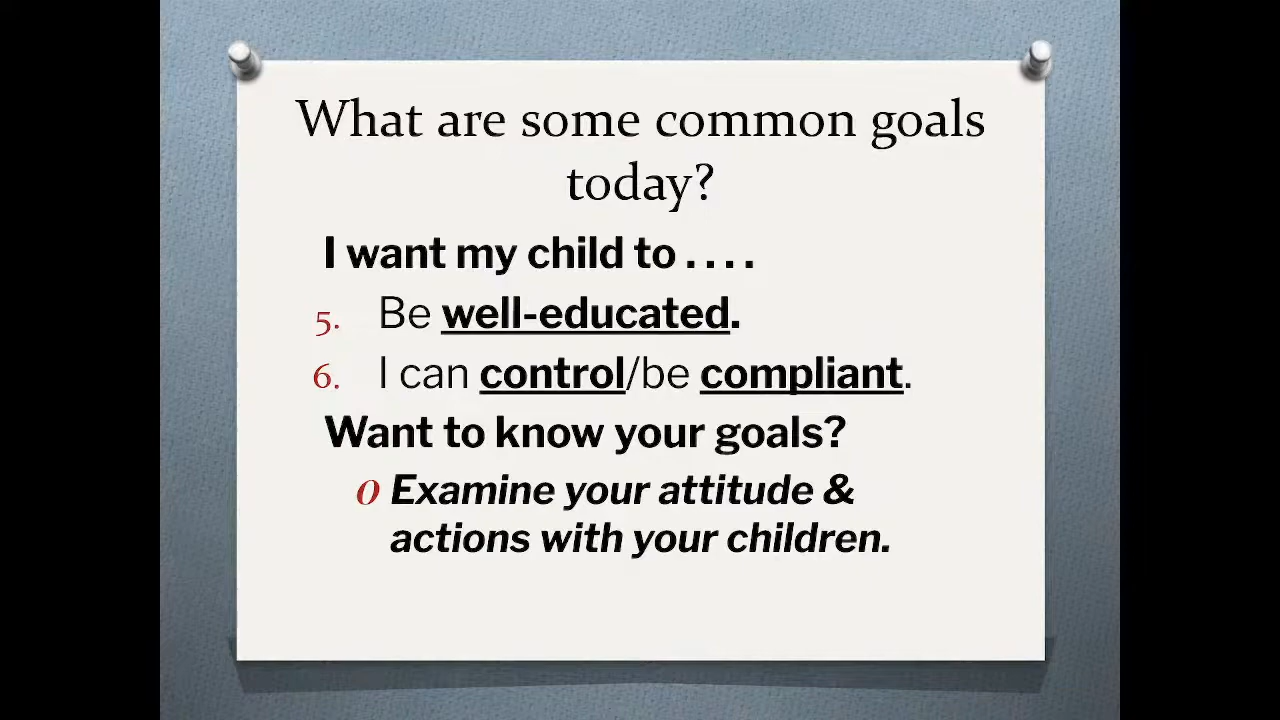 What are some common goals
today?
I want my child to . . . .
5. Be well-educated.
6. I can control/be compliant.
Want to know your goals?
O Examine your attitude &
actions with your children.